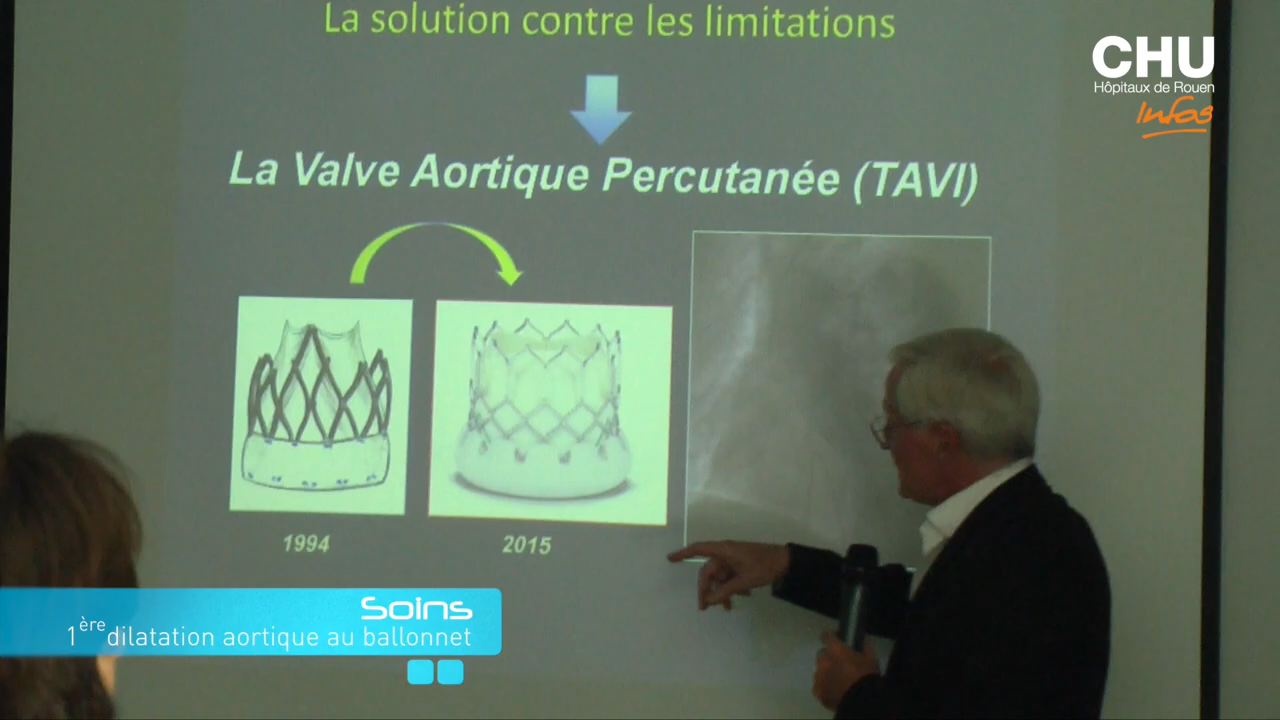 La solution contre les limitations
CHU
Hôpitaux de Rouen
Infos
La Valve Aortique Percutanée (TAVI)
1994
2015
Soins
1ère dilatation aortique au ballonnet